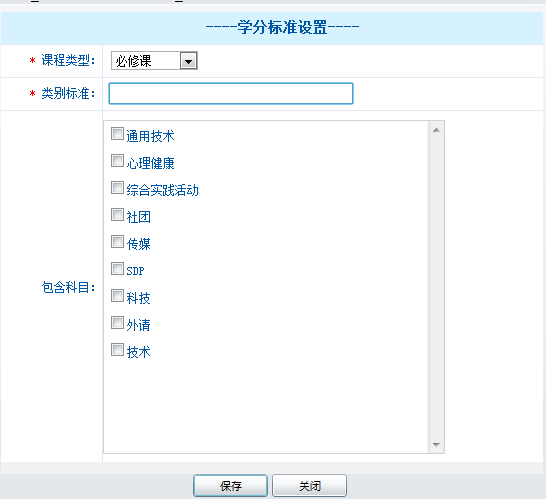 ----学分标准设置----
* 课程类型： 必修课
* 类别标准：
包含科目：
通用技术
心理健康
综合实践活动
社团
传媒
SDP
科技
外请
技术
保存 关闭